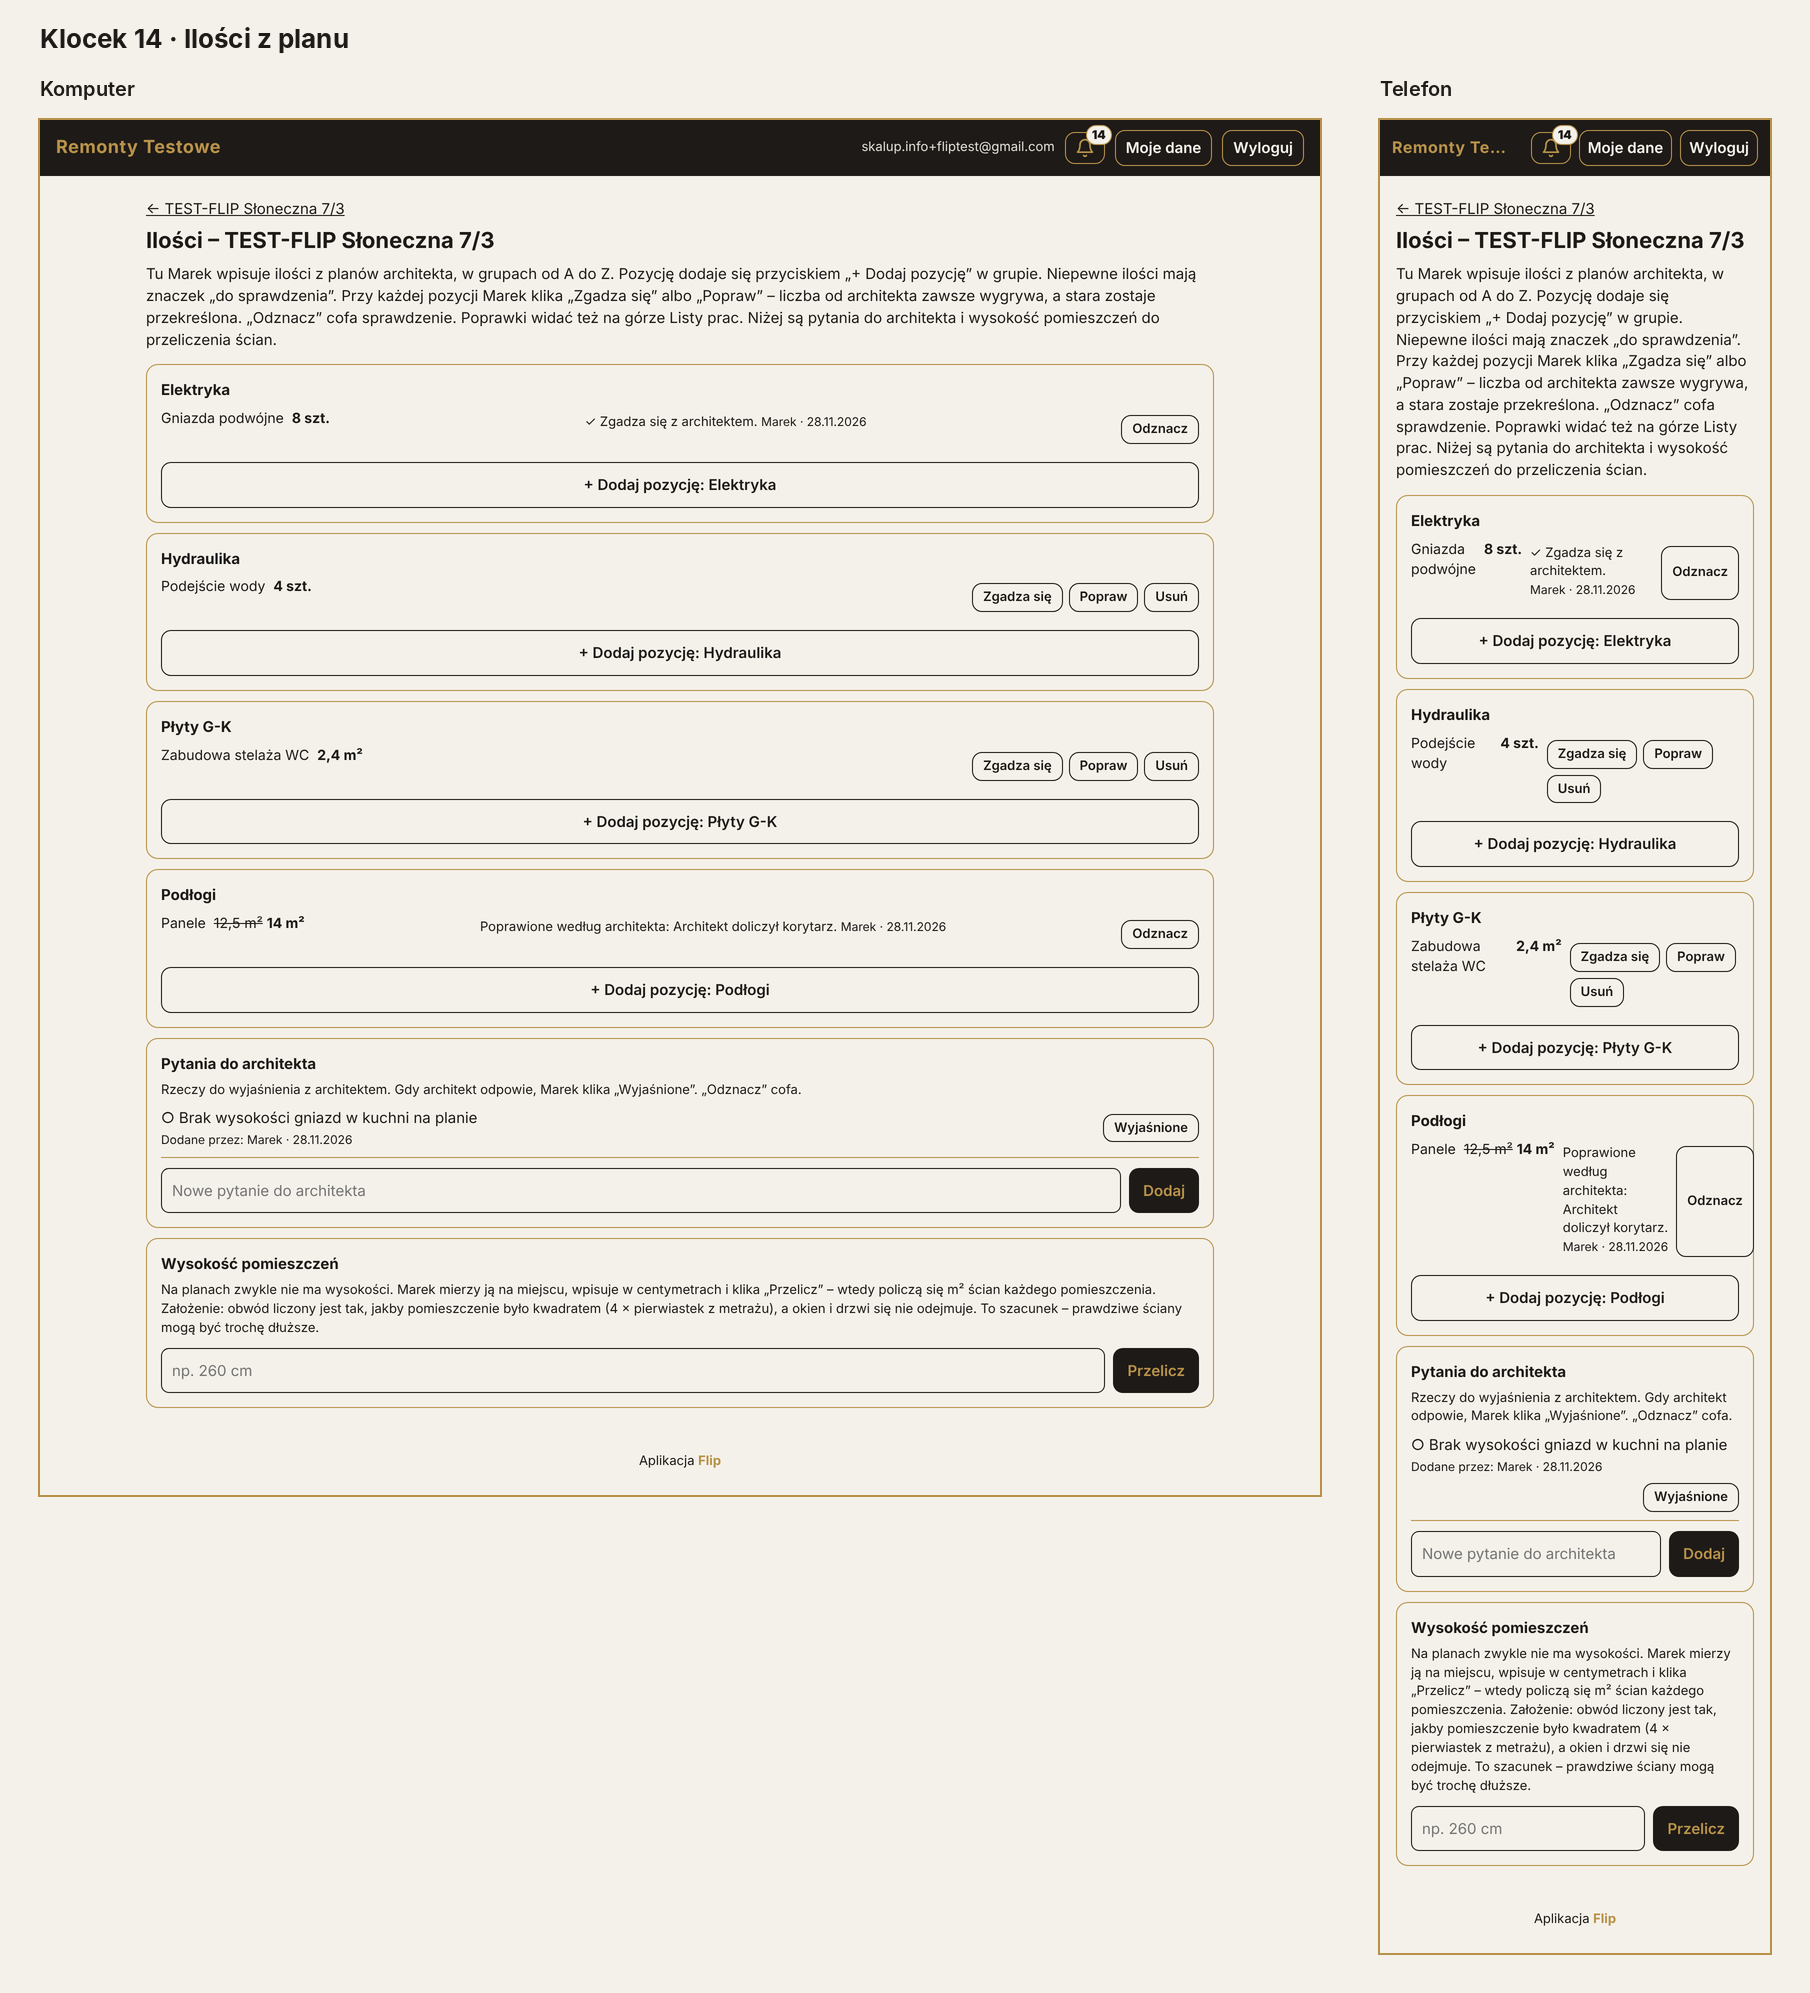 Klocek 14 · Ilości z planu
Komputer
Remonty Testowe
skalup.info+fliptest@gmail.com
14
Moje dane
Wyloguj
← TEST-FLIP Słoneczna 7/3
Ilości – TEST-FLIP Słoneczna 7/3
Tu Marek wpisuje ilości z planów architekta, w grupach od A do Z. Pozycję dodaje się przyciskiem „+ Dodaj pozycję” w grupie. Niepewne ilości mają
znaczek „do sprawdzenia”. Przy każdej pozycji Marek klika „Zgadza się” albo „Popraw” – liczba od architekta zawsze wygrywa, a stara zostaje
przekreślona. „Odznacz” cofa sprawdzenie. Poprawki widać też na górze Listy prac. Niżej są pytania do architekta i wysokość pomieszczeń do
przeliczenia ścian.
Elektryka
Gniazda podwójne 8 szt.
✓ Zgadza się z architektem. Marek · 28.11.2026
Odznacz
+ Dodaj pozycję: Elektryka
Hydraulika
Podejście wody 4 szt.
Zgadza się
Popraw
Usuń
+ Dodaj pozycję: Hydraulika
Płyty G-K
Zabudowa stelaża WC 2,4 m²
Zgadza się
Popraw
Usuń
+ Dodaj pozycję: Płyty G-K
Podłogi
Panele 12,5 m² 14 m²
Poprawione według architekta: Architekt doliczył korytarz. Marek · 28.11.2026
Odznacz
+ Dodaj pozycję: Podłogi
Pytania do architekta
Rzeczy do wyjaśnienia z architektem. Gdy architekt odpowie, Marek klika „Wyjaśnione”. „Odznacz” cofa.
○ Brak wysokości gniazd w kuchni na planie
Dodane przez: Marek · 28.11.2026
Wyjaśnione
Nowe pytanie do architekta
Dodaj
Wysokość pomieszczeń
Na planach zwykle nie ma wysokości. Marek mierzy ją na miejscu, wpisuje w centymetrach i klika „Przelicz” – wtedy policzą się m² ścian każdego pomieszczenia.
Założenie: obwód liczony jest tak, jakby pomieszczenie było kwadratem (4 × pierwiastek z metrażu), a okien i drzwi się nie odejmuje. To szacunek – prawdziwe ściany
mogą być trochę dłuższe.
np. 260 cm
Przelicz
Aplikacja Flip
Telefon
Remonty Te...
14
Moje dane
Wyloguj
← TEST-FLIP Słoneczna 7/3
Ilości – TEST-FLIP Słoneczna 7/3
Tu Marek wpisuje ilości z planów architekta, w
grupach od A do Z. Pozycję dodaje się
przyciskiem „+ Dodaj pozycję” w grupie.
Niepewne ilości mają znaczek „do sprawdzenia”.
Przy każdej pozycji Marek klika „Zgadza się” albo
„Popraw” – liczba od architekta zawsze wygrywa,
a stara zostaje przekreślona. „Odznacz” cofa
sprawdzenie. Poprawki widać też na górze Listy
prac. Niżej są pytania do architekta i wysokość
pomieszczeń do przeliczenia ścian.
Elektryka
Gniazda
podwójne
8 szt.
✓ Zgadza się z
architektem.
Marek · 28.11.2026
Odznacz
+ Dodaj pozycję: Elektryka
Hydraulika
Podejście
wody
4 szt.
Zgadza się
Popraw
Usuń
+ Dodaj pozycję: Hydraulika
Płyty G-K
Zabudowa
stelaża WC
2,4 m²
Zgadza się
Popraw
Usuń
+ Dodaj pozycję: Płyty G-K
Podłogi
Panele 12,5 m² 14 m²
Poprawione
według
architekta:
Architekt
doliczył korytarz.
Marek · 28.11.2026
Odznacz
+ Dodaj pozycję: Podłogi
Pytania do architekta
Rzeczy do wyjaśnienia z architektem. Gdy architekt
odpowie, Marek klika „Wyjaśnione”. „Odznacz” cofa.
○ Brak wysokości gniazd w kuchni na planie
Dodane przez: Marek · 28.11.2026
Wyjaśnione
Nowe pytanie do architekta
Dodaj
Wysokość pomieszczeń
Na planach zwykle nie ma wysokości. Marek mierzy
ją na miejscu, wpisuje w centymetrach i klika
„Przelicz” – wtedy policzą się m² ścian każdego
pomieszczenia. Założenie: obwód liczony jest tak,
jakby pomieszczenie było kwadratem (4 ×
pierwiastek z metrażu), a okien i drzwi się nie
odejmuje. To szacunek – prawdziwe ściany mogą
być trochę dłuższe.
np. 260 cm
Przelicz
Aplikacja Flip